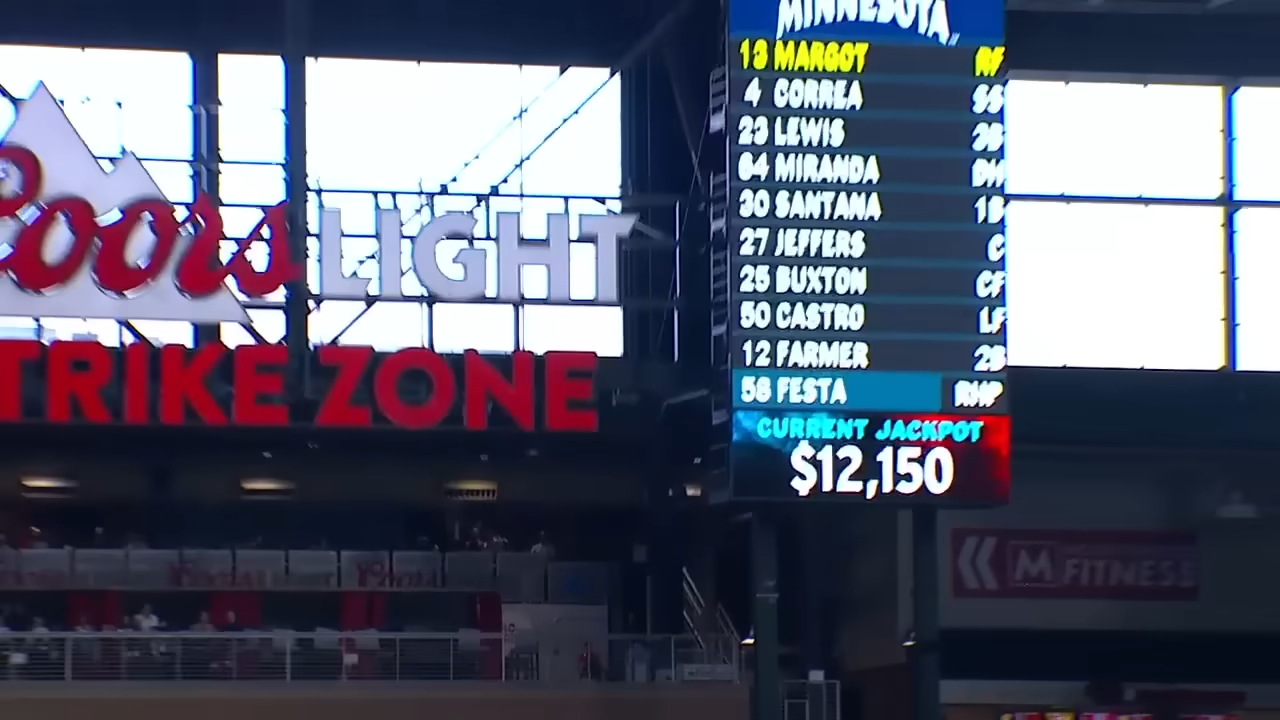 Coors LIGHT
STRIKE ZONE
MINNESOTA
13 MARGOT RF
4 CORREA SS
23 LEWIS 3B
64 MIRANDA DH
30 SANTANA 1B
27 JEFFERS C
25 BUXTON CF
50 CASTRO LF
12 FARMER 2B
58 FESTA RHP
CURRENT JACKPOT
$12,150
M
FITNESS